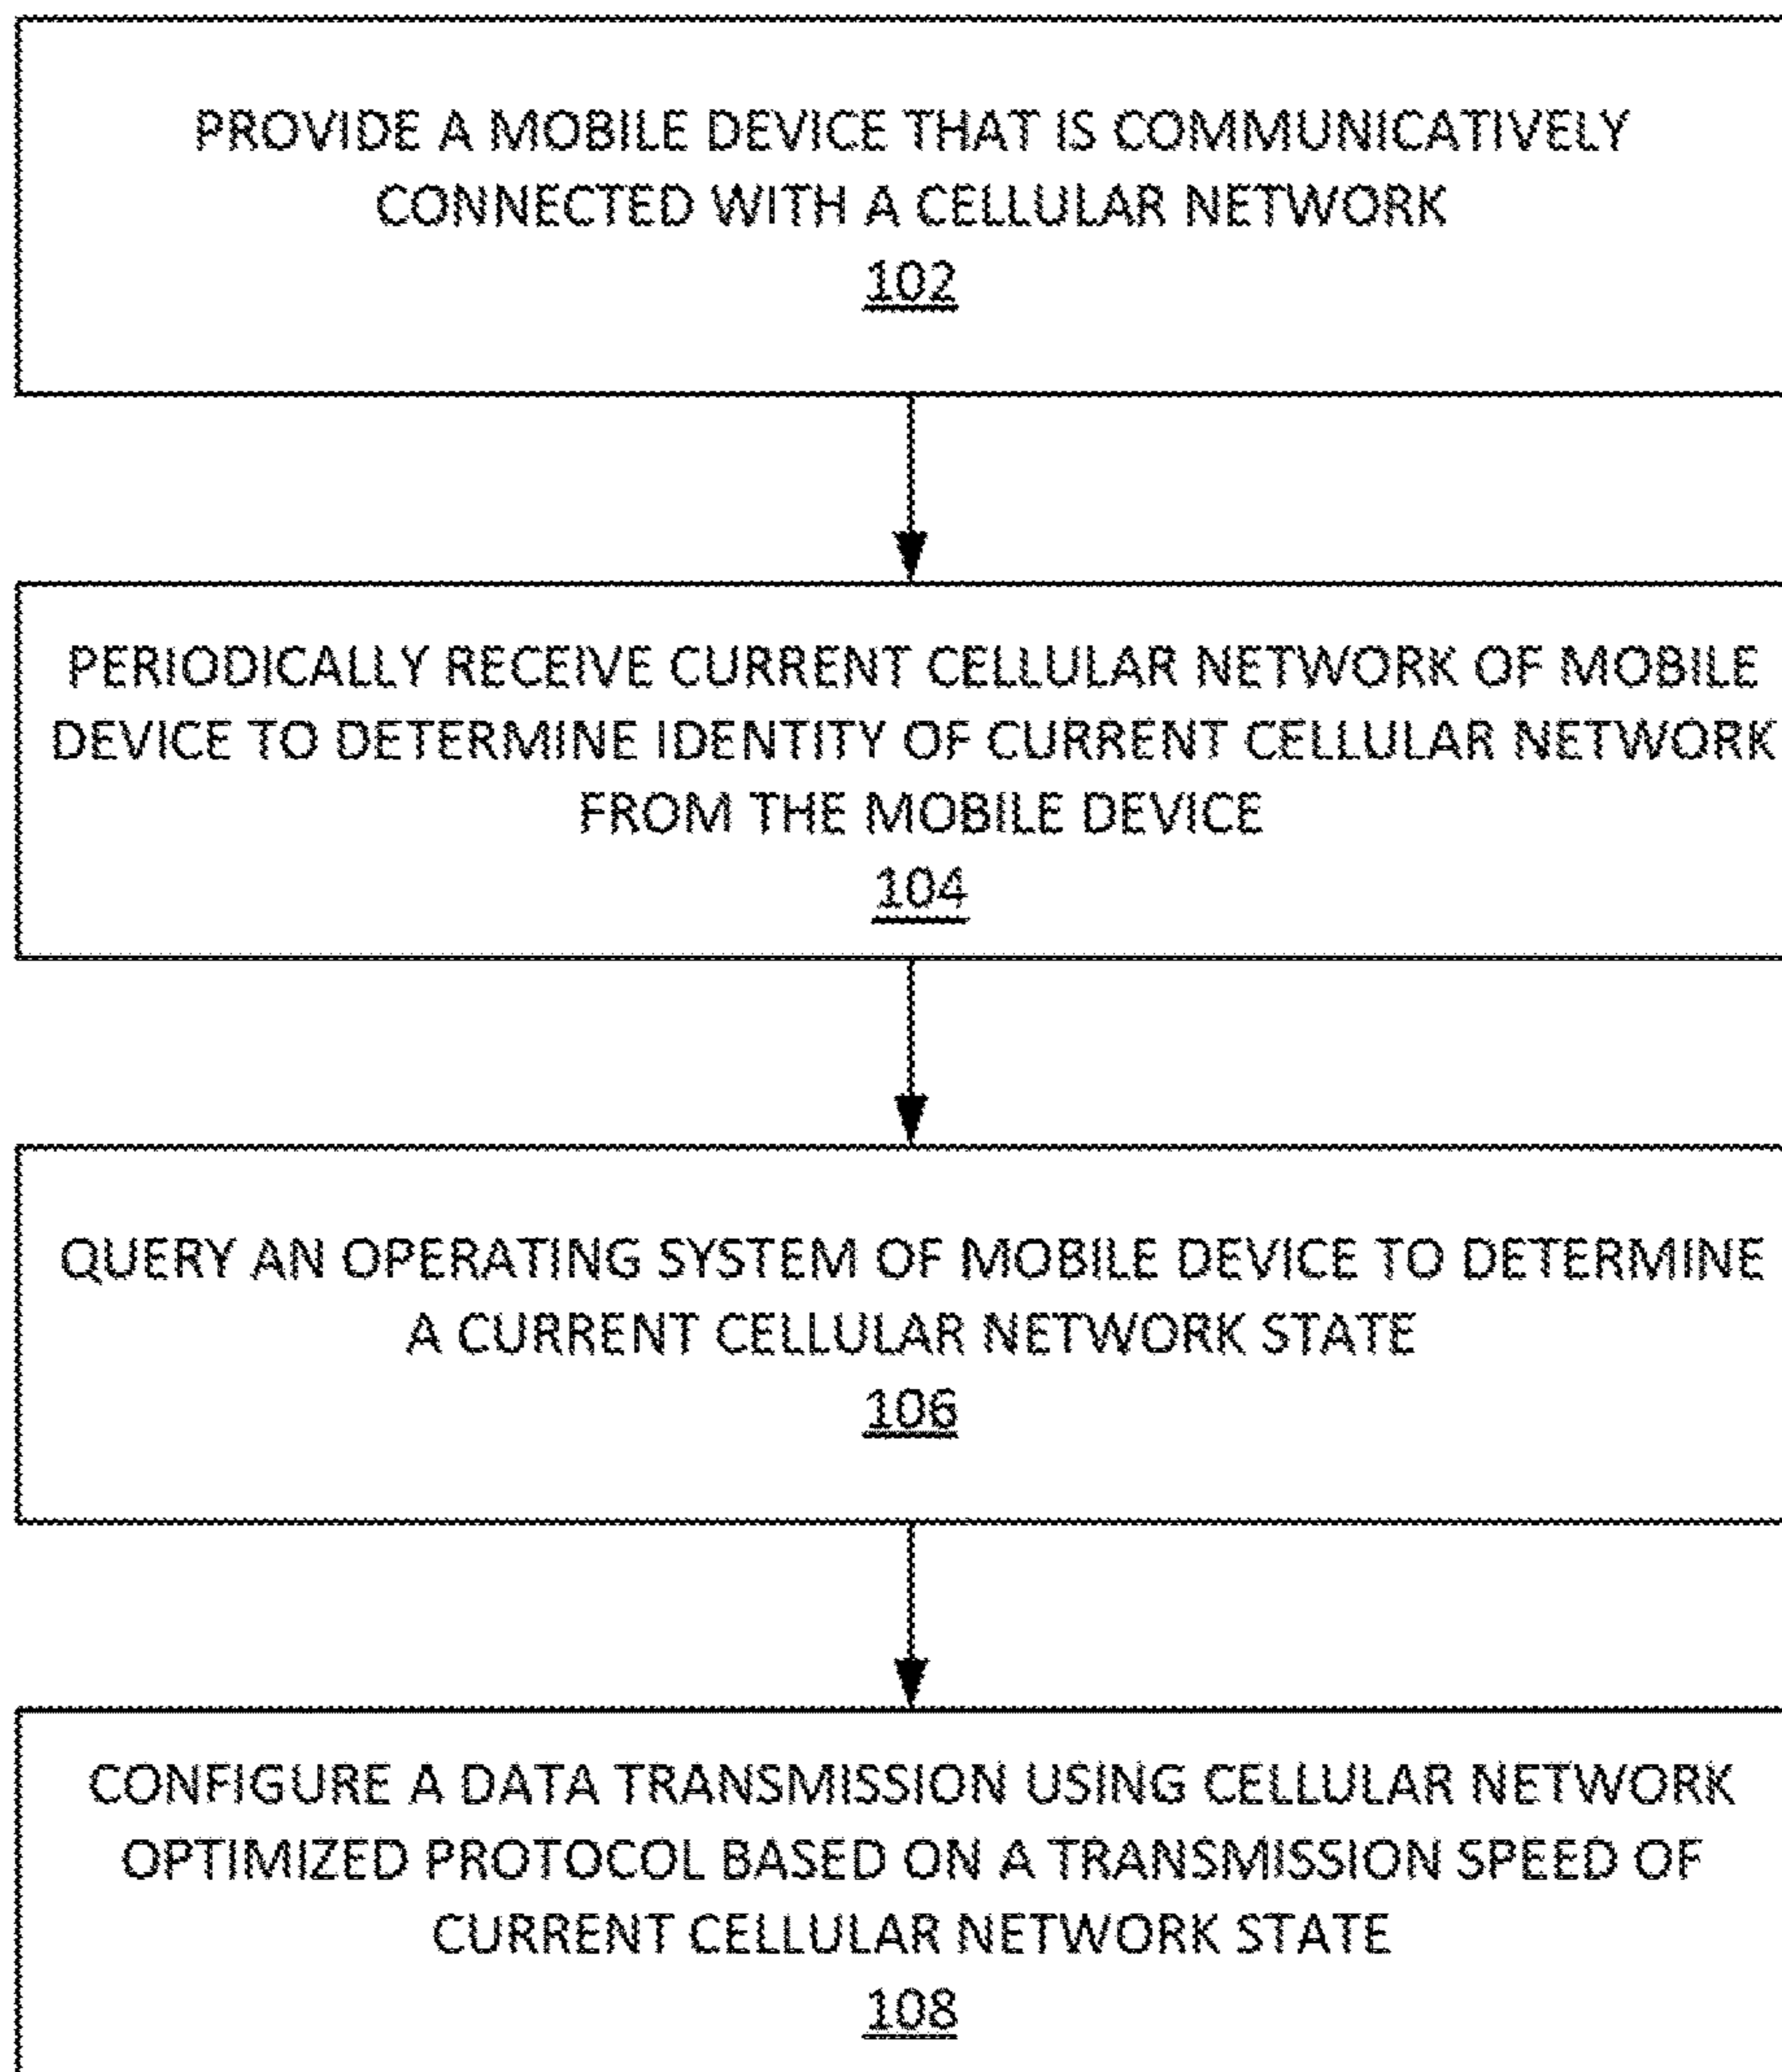 PROVIDE A MOBILE DEVICE THAT IS COMMUNICATIVELY
CONNECTED WITH A CELLULAR NETWORK
102
PERIODICALLY RECEIVE CURRENT CELLULAR NETWORK OF MOBILE
DEVICE TO DETERMINE IDENTITY OF CURRENT CELLULAR NETWORK
FROM THE MOBILE DEVICE
104
QUERY AN OPERATING SYSTEM OF MOBILE DEVICE TO DETERMINE
A CURRENT CELLULAR NETWORK STATE
106
CONFIGURE A DATA TRANSMISSION USING CELLULAR NETWORK
OPTIMIZED PROTOCOL BASED ON A TRANSMISSION SPEED OF
CURRENT CELLULAR NETWORK STATE
108